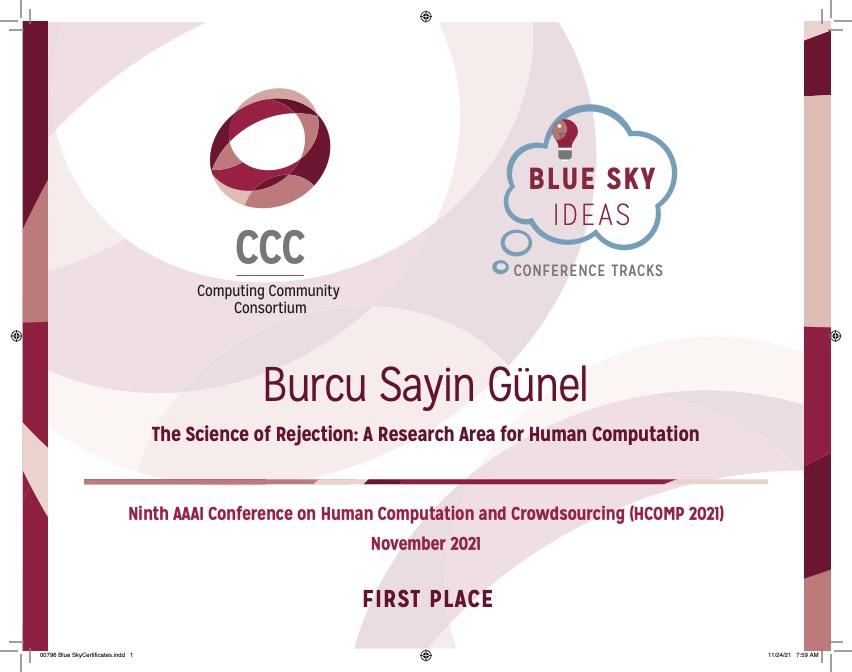 BLUE SKY
IDEAS
CONFERENCE TRACKS
CCC
Computing Community
Consortium
Burcu Sayin Günel
The Science of Rejection: A Research Area for Human Computation
Ninth AAAI Conference on Human Computation and Crowdsourcing (HCOMP 2021)
November 2021
FIRST PLACE
00796 Blue SkyCertificates.indd 1
11/24/21 7:59 AM